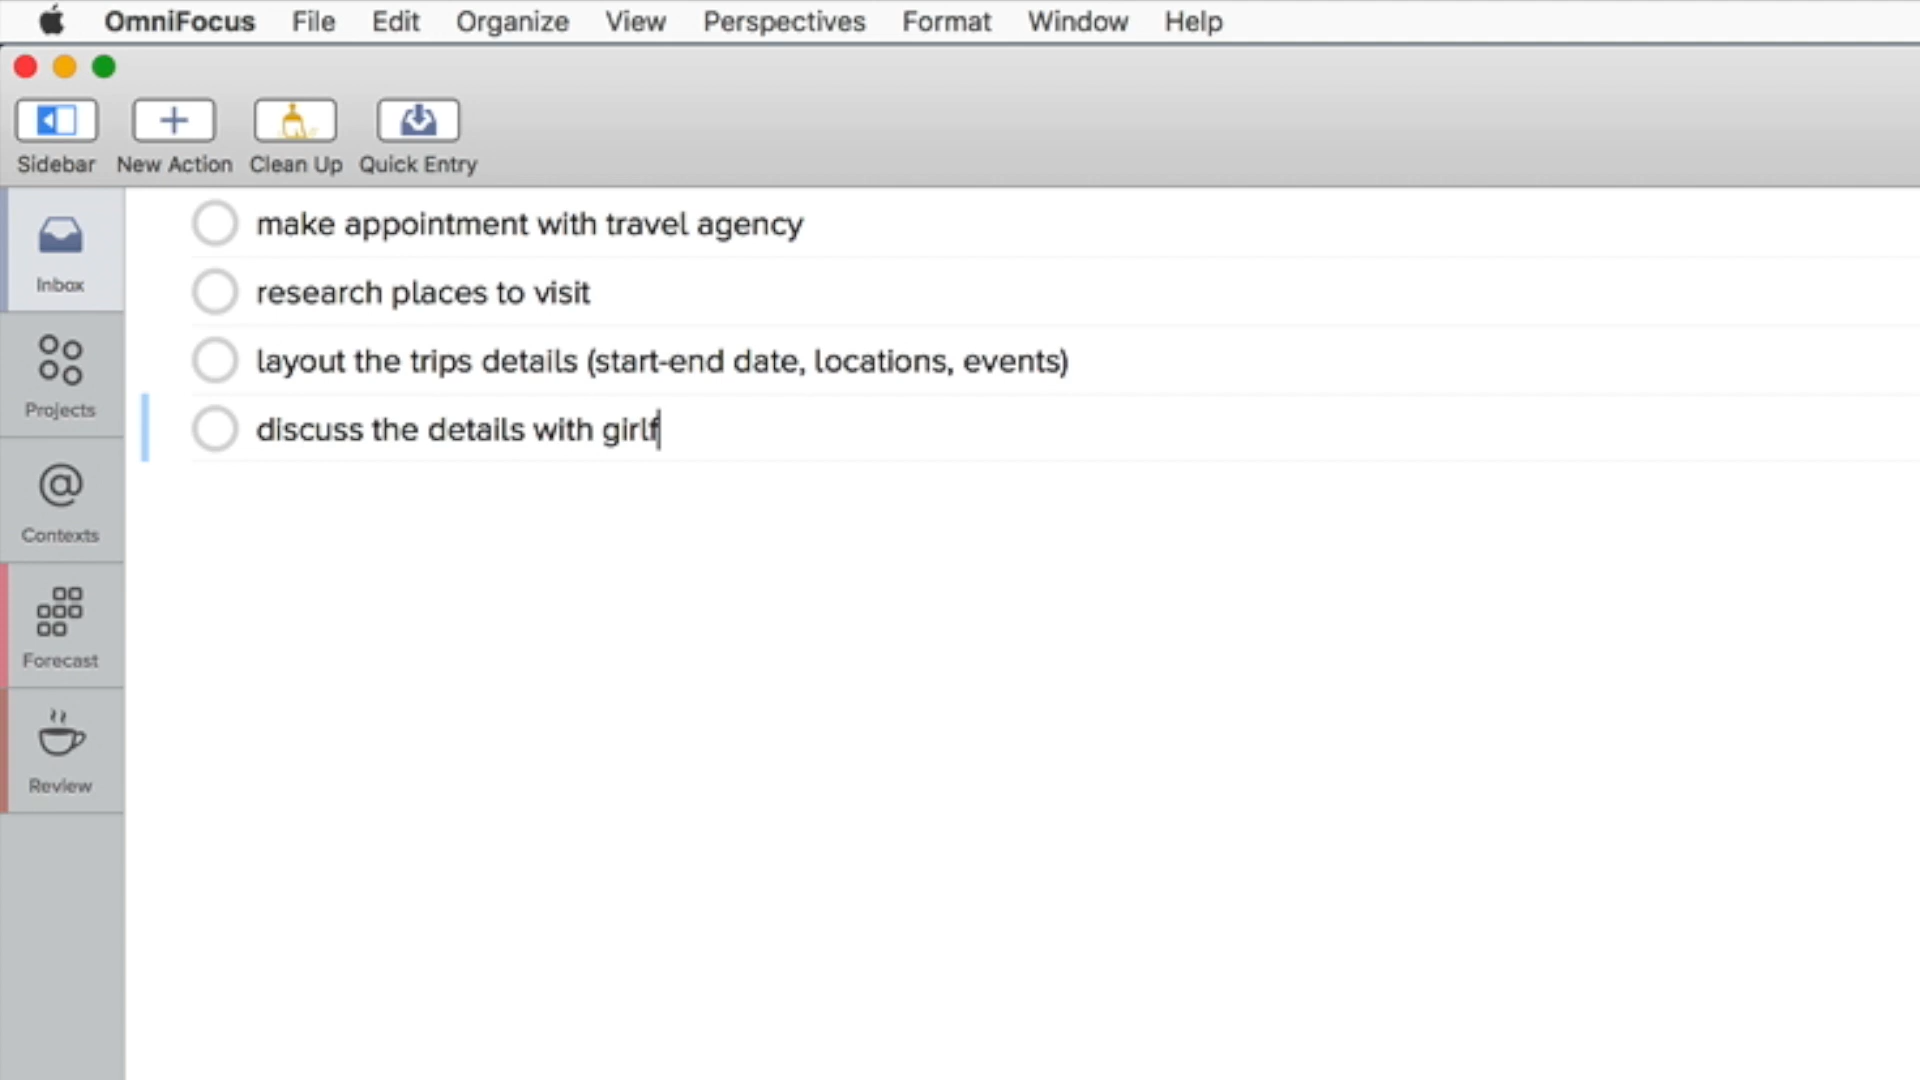 OmniFocus File Edit Organize View Perspectives Format Window Help
Sidebar New Action Clean Up Quick Entry
make appointment with travel agency
Inbox
research places to visit
layout the trips details (start-end date, locations, events)
Projects
discuss the details with girlf
Contexts
Forecast
Review